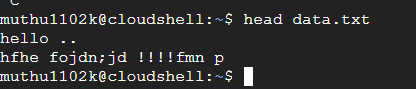 muthu1102k@cloudshell:~$ head data.txt
hello ..
hfhe fojdn;jd !!!!fmn p
muthu1102k@cloudshell:~$